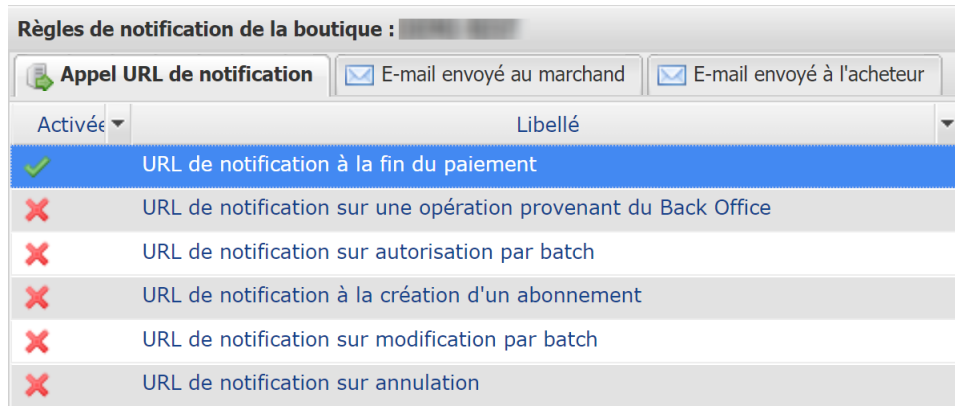 Règles de notification de la boutique :
Appel URL de notification E-mail envoyé au marchand E-mail envoyé à l'acheteur
Activée Libellé
URL de notification à la fin du paiement
URL de notification sur une opération provenant du Back Office
URL de notification sur autorisation par batch
URL de notification à la création d'un abonnement
URL de notification sur modification par batch
URL de notification sur annulation